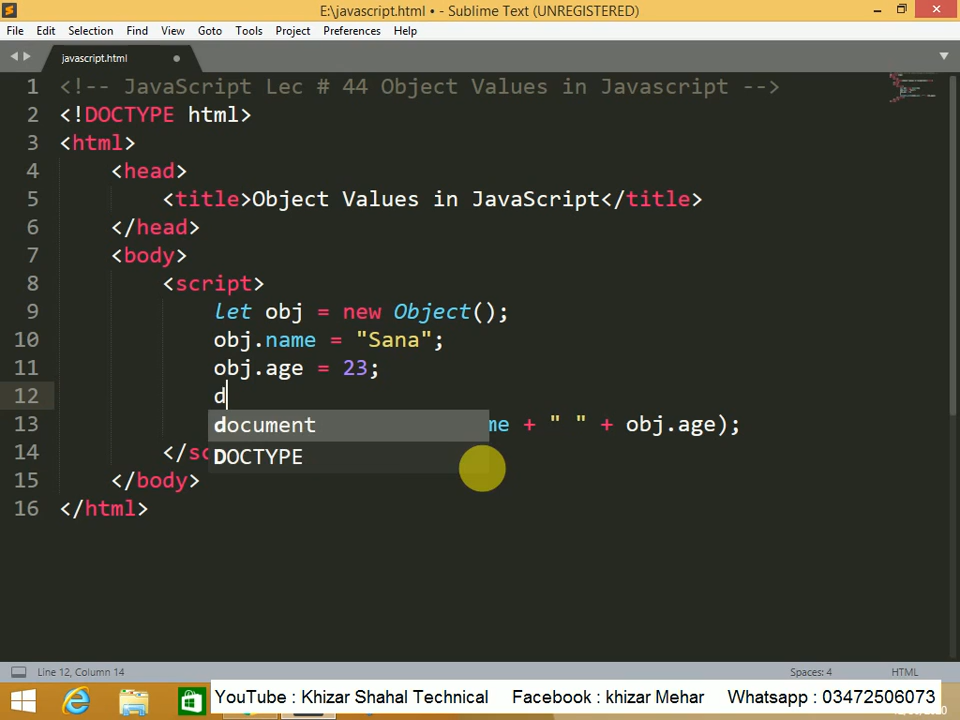 E:\javascript.html • - Sublime Text (UNREGISTERED)
File Edit Selection Find View Goto Tools Project Preferences Help
javascript.html
1 <!-- JavaScript Lec # 44 Object Values in Javascript -->
2 <!DOCTYPE html>
3 <html>
4 <head>
5 <title>Object Values in JavaScript</title>
6 </head>
7 <body>
8 <script>
9 let obj = new Object();
10 obj.name = "Sana";
11 obj.age = 23;
12 d
document
13 me + " " + obj.age);
14 </sc
DOCTYPE
15 </body>
16 </html>
Line 12, Column 14 Spaces: 4 HTML
YouTube : Khizar Shahal Technical Facebook : khizar Mehar Whatsapp : 03472506073